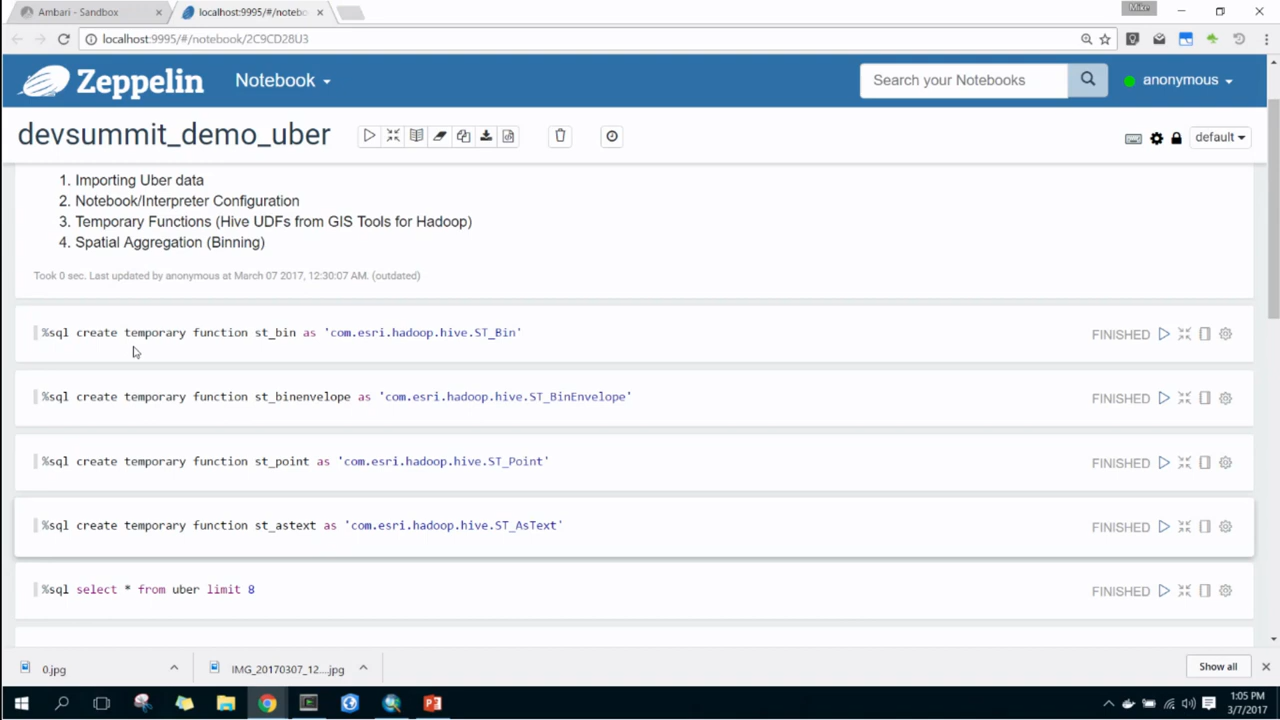 Ambari - Sandbox
localhost:9995/#/notebo
Mike
localhost:9995/#/notebook/2C9CD28U3
Zeppelin
Notebook
Search your Notebooks
anonymous
devsummit_demo_uber
default
1. Importing Uber data
2. Notebook/Interpreter Configuration
3. Temporary Functions (Hive UDFs from GIS Tools for Hadoop)
4. Spatial Aggregation (Binning)
Took 0 sec. Last updated by anonymous at March 07 2017, 12:30:07 AM. (outdated)
%sql create temporary function st_bin as 'com.esri.hadoop.hive.ST_Bin'
FINISHED
%sql create temporary function st_binenvelope as 'com.esri.hadoop.hive.ST_BinEnvelope'
FINISHED
%sql create temporary function st_point as 'com.esri.hadoop.hive.ST_Point'
FINISHED
%sql create temporary function st_astext as 'com.esri.hadoop.hive.ST_AsText'
FINISHED
%sql select * from uber limit 8
FINISHED
0.jpg
IMG_20170307_12....jpg
Show all
1:05 PM
3/7/2017